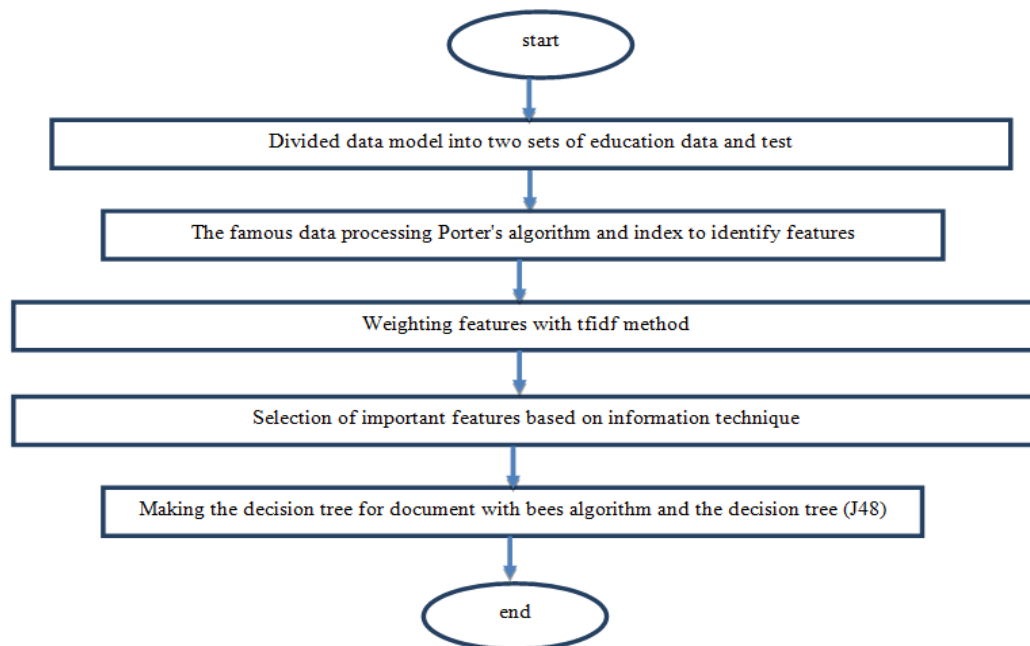 start
Divided data model into two sets of education data and test
The famous data processing Porter's algorithm and index to identify features
Weighting features with tfidf method
Selection of important features based on information technique
Making the decision tree for document with bees algorithm and the decision tree (J48)
end